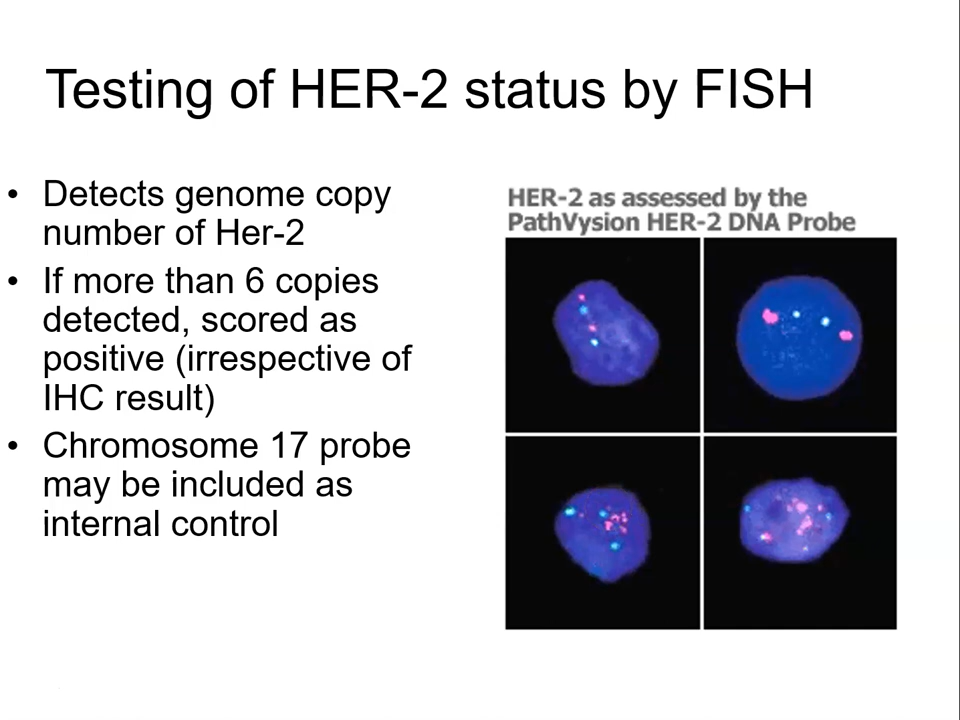 Testing of HER-2 status by FISH
• Detects genome copy
number of Her-2
• If more than 6 copies
detected, scored as
positive (irrespective of
IHC result)
• Chromosome 17 probe
may be included as
internal control
HER-2 as assessed by the
PathVysion HER-2 DNA Probe